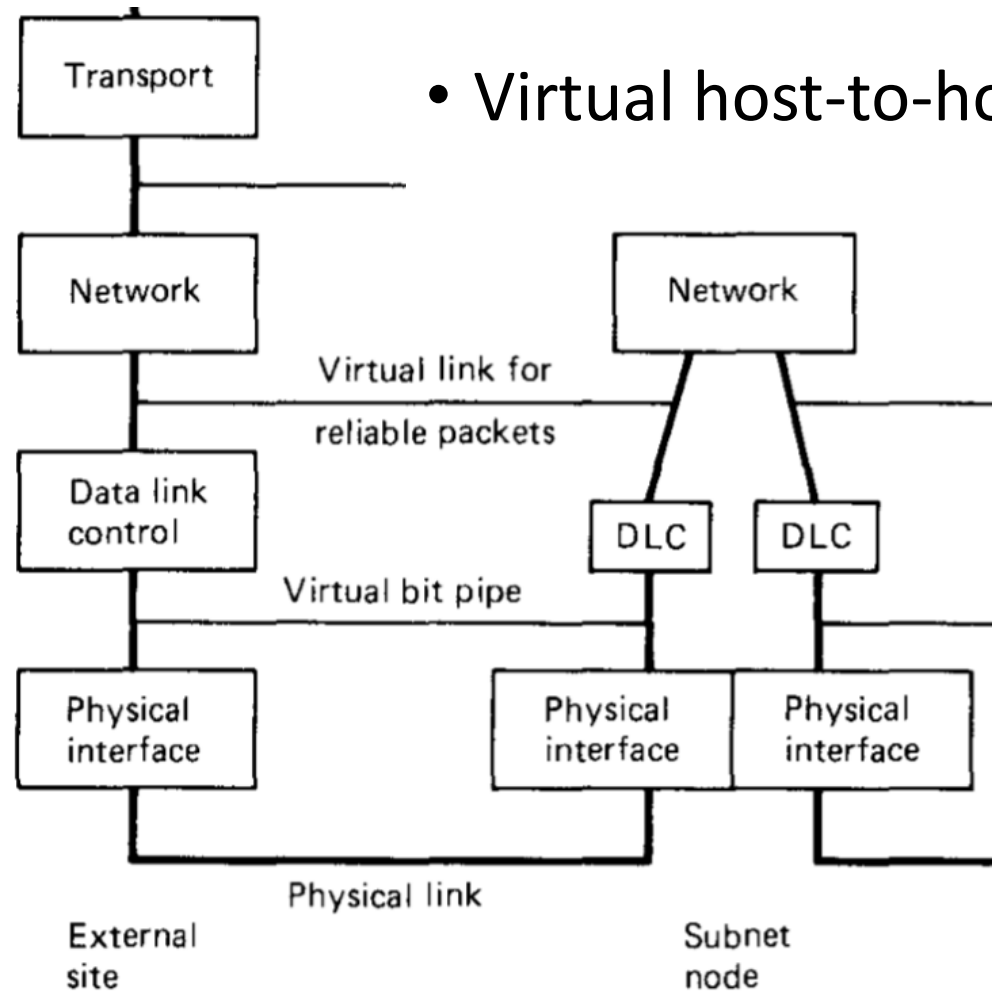 Transport
• Virtual host-to-ho
Network
Network
Virtual link for
reliable packets
Data link
control
DLC
DLC
Virtual bit pipe
Physical
interface
Physical
interface
Physical
interface
Physical link
External
site
Subnet
node